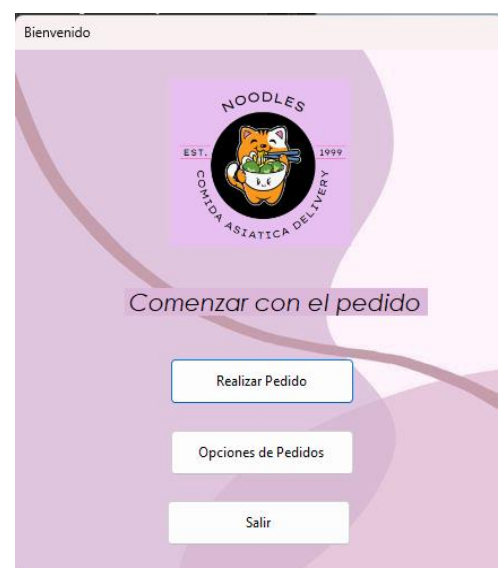 Bienvenido
NOODLES
EST. 1999
COMIDA ASIATICA DELIVERY
Comenzar con el pedido
Realizar Pedido
Opciones de Pedidos
Salir